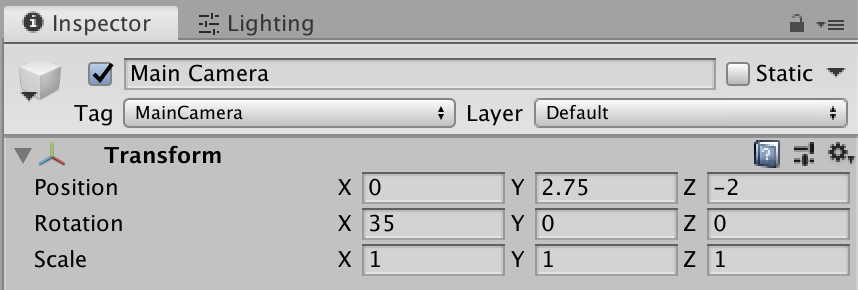 Inspector Lighting
Main Camera Static
Tag MainCamera Layer Default
Transform
Position X 0 Y 2.75 Z -2
Rotation X 35 Y 0 Z 0
Scale X 1 Y 1 Z 1